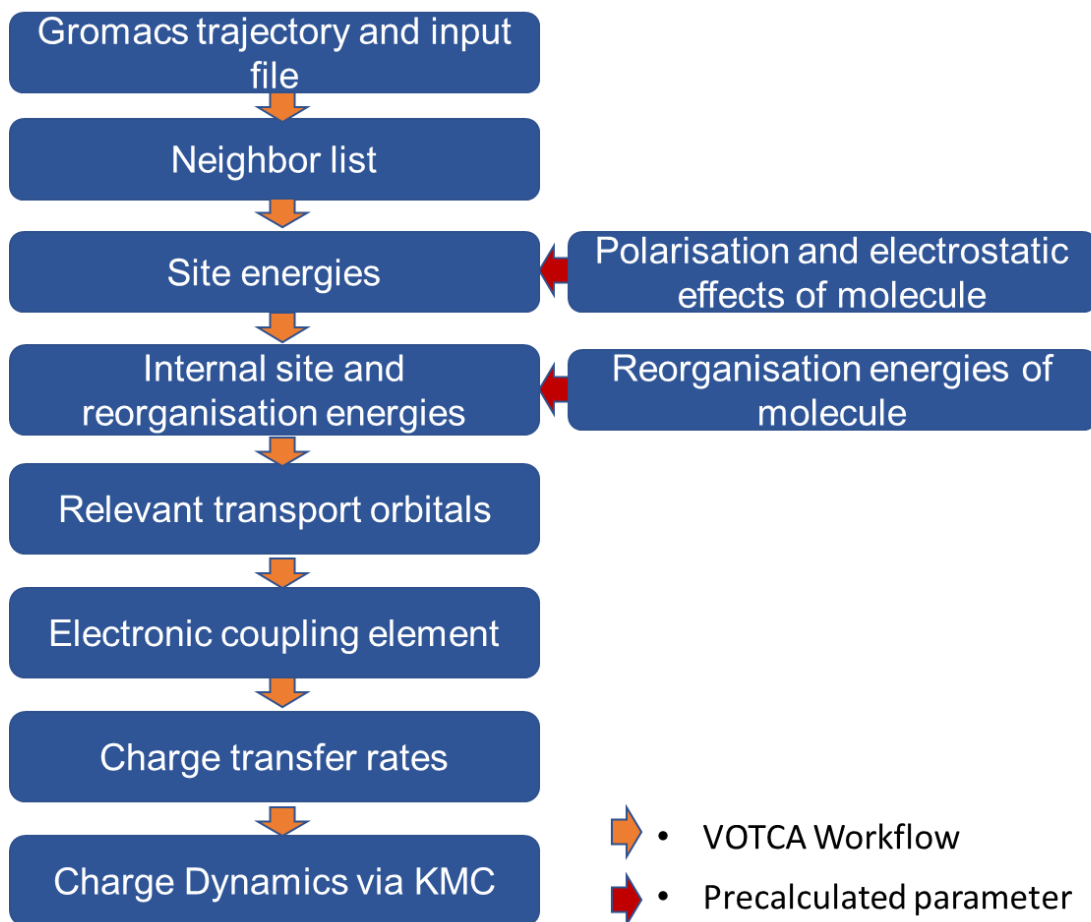 Gromacs trajectory and input
file
Neighbor list
Site energies
Polarisation and electrostatic
effects of molecule
Internal site and
reorganisation energies
Reorganisation energies of
molecule
Relevant transport orbitals
Electronic coupling element
Charge transfer rates
Charge Dynamics via KMC
• VOTCA Workflow
• Precalculated parameter